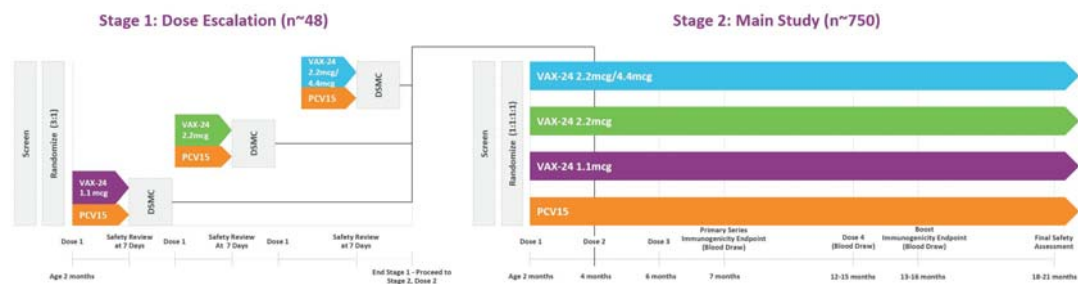 Stage 1: Dose Escalation (n~48)
Screen
Randomize (3:1)
VAX-24
1.1 mcg
PCV15
DSMC
VAX-24
2.2mcg
PCV15
DSMC
VAX-24
2.2mcg/
4.4mcg
PCV15
DSMC
Dose 1
Safety Review
at 7 Days
Dose 1
Safety Review
At 7 Days
Dose 1
Safety Review
at 7 Days
Age 2 months
End Stage 1 - Proceed to
Stage 2, Dose 2
Stage 2: Main Study (n~750)
Screen
Randomize (1:1:1:1)
VAX-24 2.2mcg/4.4mcg
VAX-24 2.2mcg
VAX-24 1.1mcg
PCV15
Dose 1
Dose 2
Dose 3
Primary Series
Immunogenicity Endpoint
(Blood Draw)
Dose 4
(Blood Draw)
Boost
Immunogenicity Endpoint
(Blood Draw)
Final Safety
Assessment
Age 2 months
4 months
6 months
7 months
12-15 months
13-16 months
18-21 months